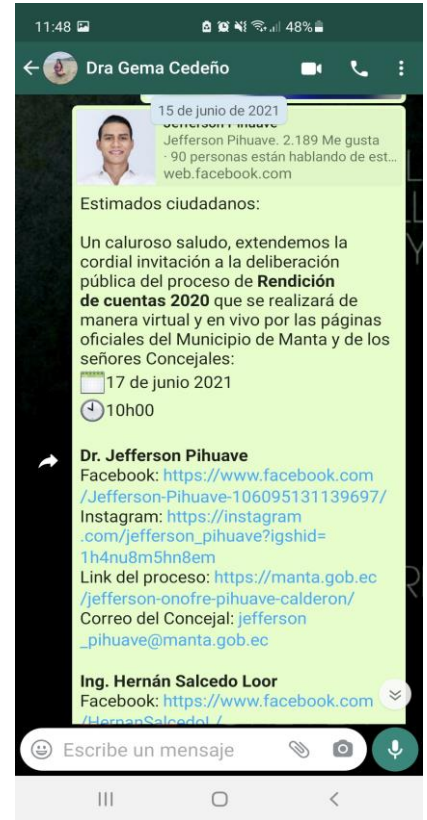 11:48 48%
Dra Gema Cedeño
15 de junio de 2021
Jefferson Pihuave
Jefferson Pihuave. 2.189 Me gusta
· 90 personas están hablando de est...
web.facebook.com
Estimados ciudadanos:
Un caluroso saludo, extendemos la
cordial invitación a la deliberación
pública del proceso de Rendición
de cuentas 2020 que se realizará de
manera virtual y en vivo por las páginas
oficiales del Municipio de Manta y de los
señores Concejales:
17 de junio 2021
10h00
Dr. Jefferson Pihuave
Facebook: https://www.facebook.com
/Jefferson-Pihuave-106095131139697/
Instagram: https://instagram
.com/jefferson_pihuave?igshid=
1h4nu8m5hn8em
Link del proceso: https://manta.gob.ec
/jefferson-onofre-pihuave-calderon/
Correo del Concejal: jefferson
_pihuave@manta.gob.ec
Ing. Hernán Salcedo Loor
Facebook: https://www.facebook.com
/HernanSalcedoL/
Escribe un mensaje